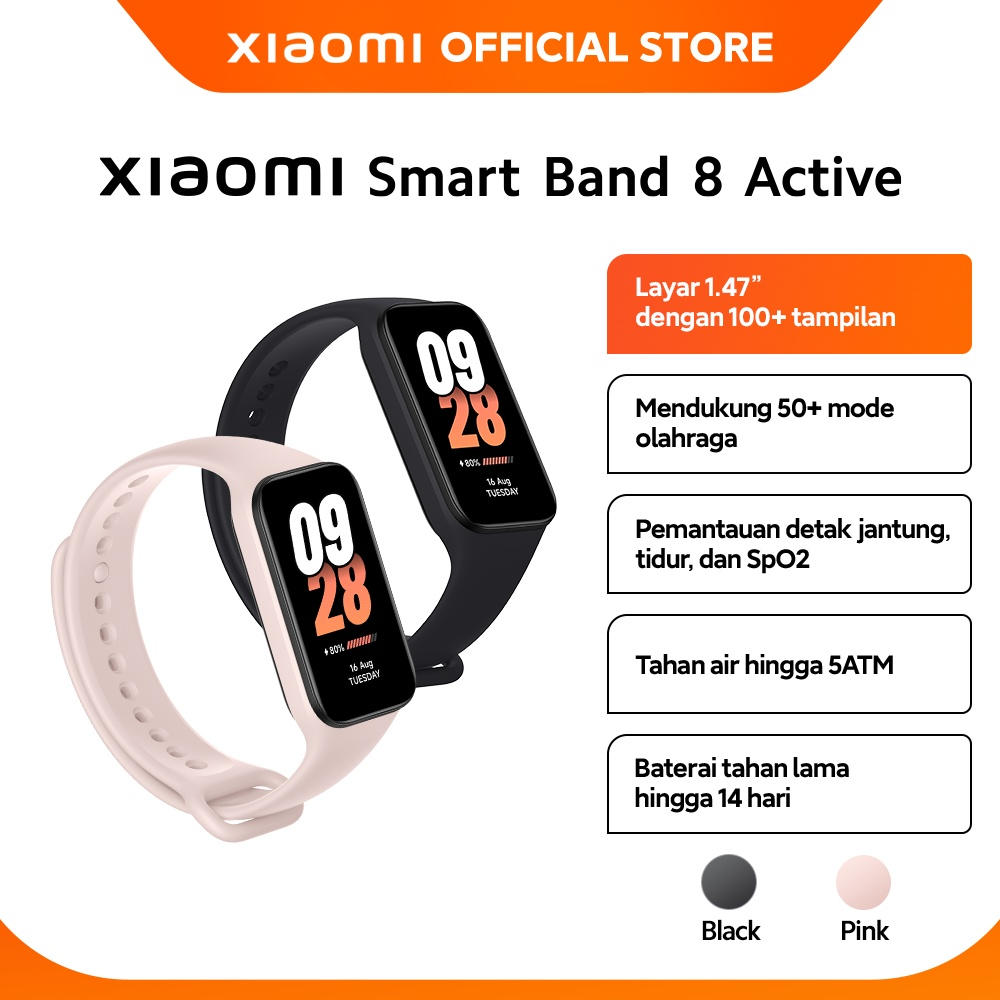 xiaomi OFFICIAL STORE
xiaomi Smart Band 8 Active
Layar 1.47”
dengan 100+ tampilan
Mendukung 50+ mode
olahraga
Pemantauan detak jantung,
tidur, dan SpO2
Tahan air hingga 5ATM
Baterai tahan lama
hingga 14 hari
09
28
80%
16 Aug
TUESDAY
09
28
80%
16 Aug
TUESDAY
Black
Pink